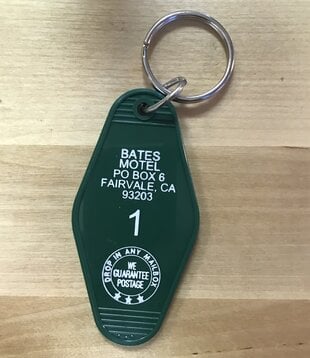 BATES
MOTEL
PO BOX 6
FAIRVALE, CA
93203
1
DROP IN ANY MAILBOX
WE
GUARANTEE
POSTAGE